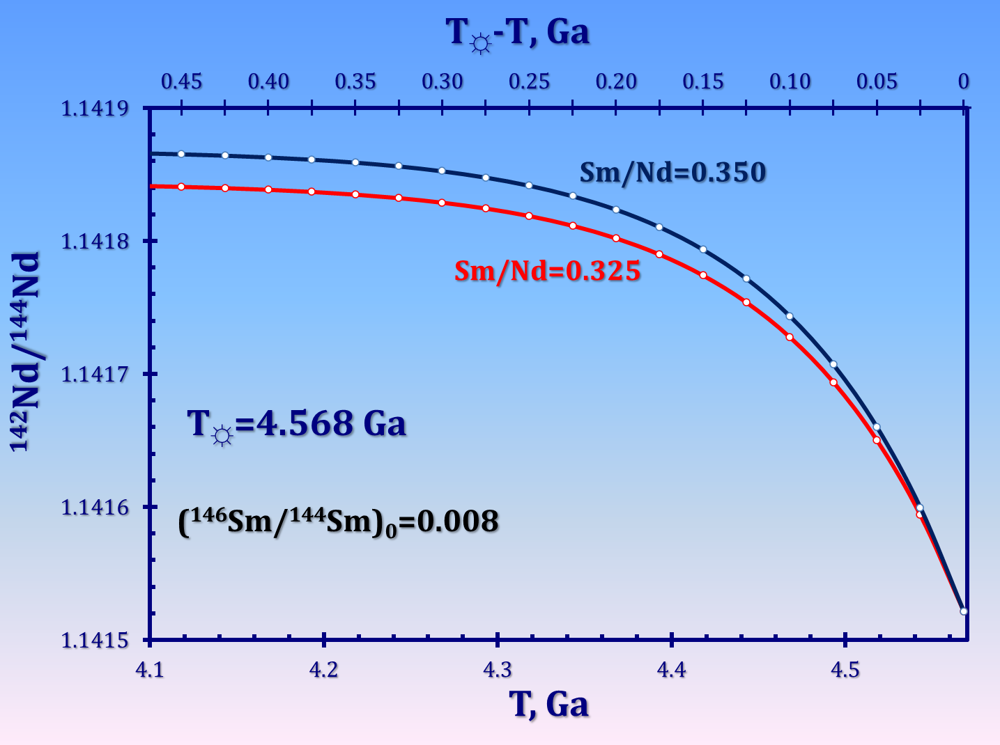 T☼-T, Ga
0.45 0.40 0.35 0.30 0.25 0.20 0.15 0.10 0.05 0
1.1419
Sm/Nd=0.350
1.1418
Sm/Nd=0.325
¹⁴²Nd/¹⁴⁴Nd
1.1417
T☼=4.568 Ga
1.1416
(¹⁴⁶Sm/¹⁴⁴Sm)₀=0.008
1.1415
4.1 4.2 4.3 4.4 4.5
T, Ga